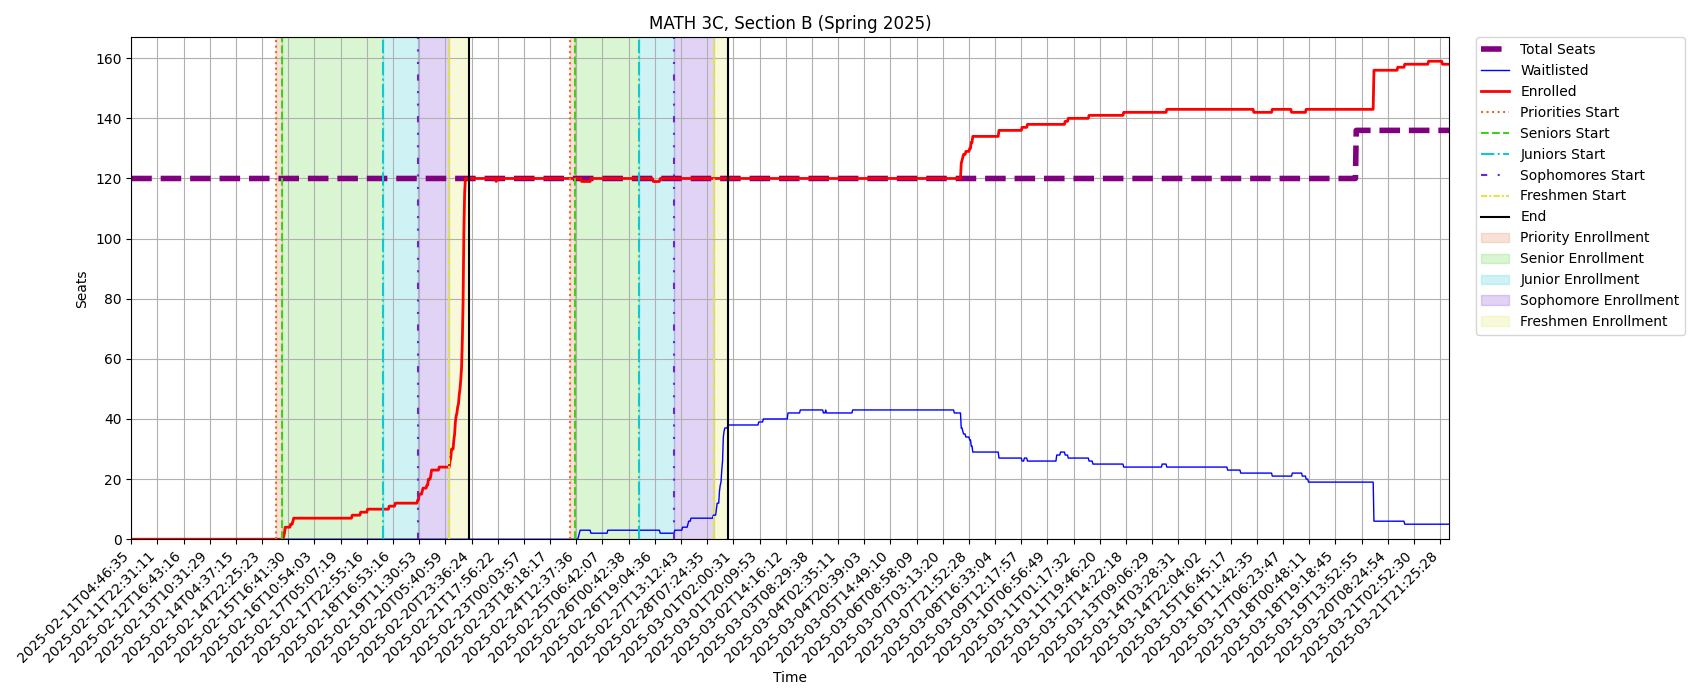 MATH 3C, Section B (Spring 2025)
Seats
160
140
120
100
80
60
40
20
0
2025-02-11T04:46:35
2025-02-11T22:31:11
2025-02-12T16:43:16
2025-02-13T10:31:29
2025-02-14T04:37:15
2025-02-14T22:25:23
2025-02-15T16:41:30
2025-02-16T10:54:03
2025-02-17T05:07:19
2025-02-17T22:55:16
2025-02-18T16:53:16
2025-02-19T11:30:53
2025-02-20T05:40:59
2025-02-20T23:36:24
2025-02-21T17:56:22
2025-02-23T00:03:57
2025-02-23T18:18:17
2025-02-24T12:37:36
2025-02-25T06:42:07
2025-02-26T00:42:38
2025-02-26T19:04:36
2025-02-27T13:12:43
2025-02-28T07:24:35
2025-03-01T02:00:31
2025-03-01T20:09:53
2025-03-02T14:16:12
2025-03-03T08:29:38
2025-03-04T02:35:11
2025-03-04T20:39:03
2025-03-05T14:49:10
2025-03-06T08:58:09
2025-03-07T03:13:20
2025-03-07T21:52:28
2025-03-08T16:33:04
2025-03-09T12:17:57
2025-03-10T06:56:49
2025-03-11T01:17:32
2025-03-11T19:46:20
2025-03-12T14:22:18
2025-03-13T09:06:29
2025-03-14T03:28:31
2025-03-14T22:04:02
2025-03-15T16:45:17
2025-03-16T11:42:35
2025-03-17T06:23:47
2025-03-18T00:48:11
2025-03-18T19:18:45
2025-03-19T13:52:55
2025-03-20T08:24:54
2025-03-21T02:52:30
2025-03-21T21:25:28
Time
Total Seats
Waitlisted
Enrolled
Priorities Start
Seniors Start
Juniors Start
Sophomores Start
Freshmen Start
End
Priority Enrollment
Senior Enrollment
Junior Enrollment
Sophomore Enrollment
Freshmen Enrollment